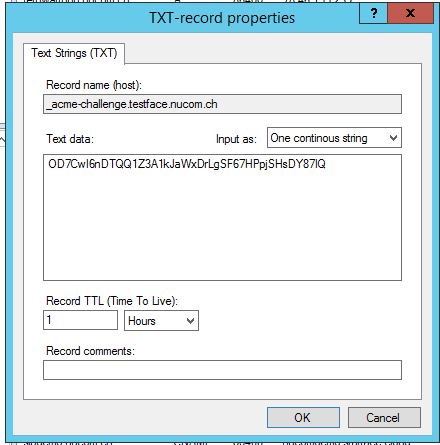 TXT-record properties
?
x
Text Strings (TXT)
Record name (host):
_acme-challenge.testface.nucom.ch
Text data:
Input as:
One continous string
OD7CwI6nDTQQ1Z3A1kJaWxDrLgSF67HPpjSHsDY87IQ
Record TTL (Time To Live):
1
Hours
Record comments:
OK
Cancel